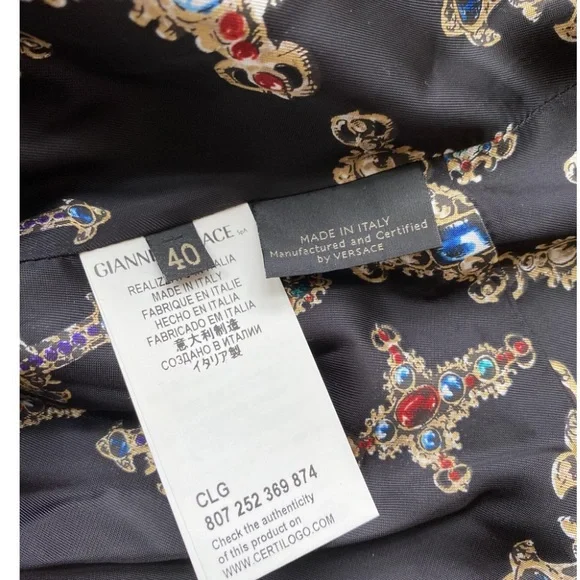 GIANNI
ACE SpA
40
MADE IN ITALY
Manufactured and Certified
by VERSACE
MADE IN ITALY
FABRIQUE EN ITALIE
HECHO EN ITALIA
FABRICADO EM ITALIA
意大利制造
СОЗДАНО В ИТАЛИИ
イタリア製
CLG
807 252 369 874
Check the authenticity
of this product on
WWW.CERTILOGO.COM